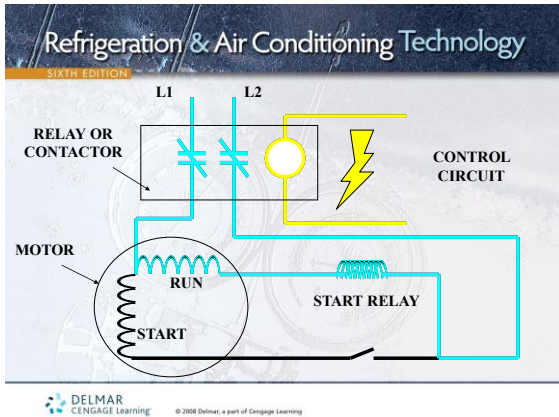 Refrigeration & Air Conditioning Technology
SIXTH EDITION
L1 L2
RELAY OR
CONTACTOR
CONTROL
CIRCUIT
MOTOR
RUN
START RELAY
START
DELMAR
CENGAGE Learning
© 2008 Delmar, a part of Cengage Learning